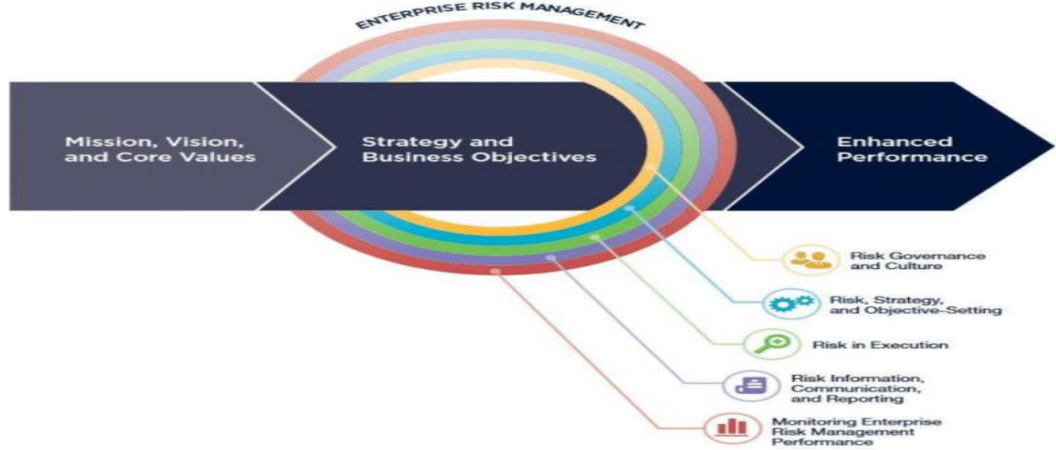 ENTERPRISE RISK MANAGEMENT
Mission, Vision,
and Core Values
Strategy and
Business Objectives
Enhanced
Performance
Risk Governance
and Culture
Risk, Strategy,
and Objective-Setting
Risk in Execution
Risk Information,
Communication,
and Reporting
Monitoring Enterprise
Risk Management
Performance